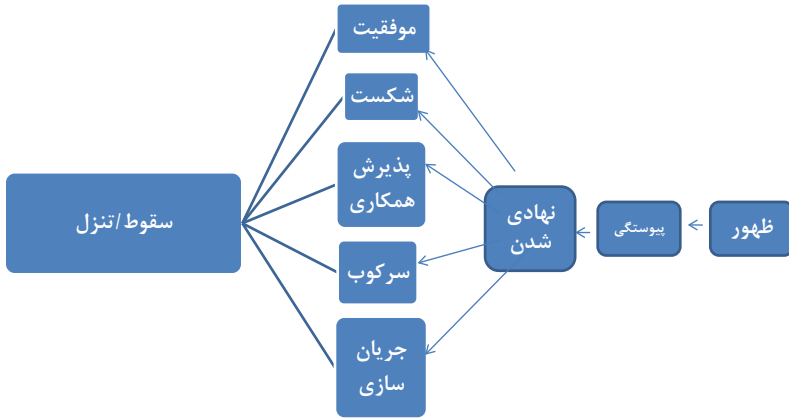 ظهور
پیوستگی
نهادی
شدن
موفقیت
شکست
پذیرش
همکاری
سرکوب
جریان
سازی
سقوط/تنزل